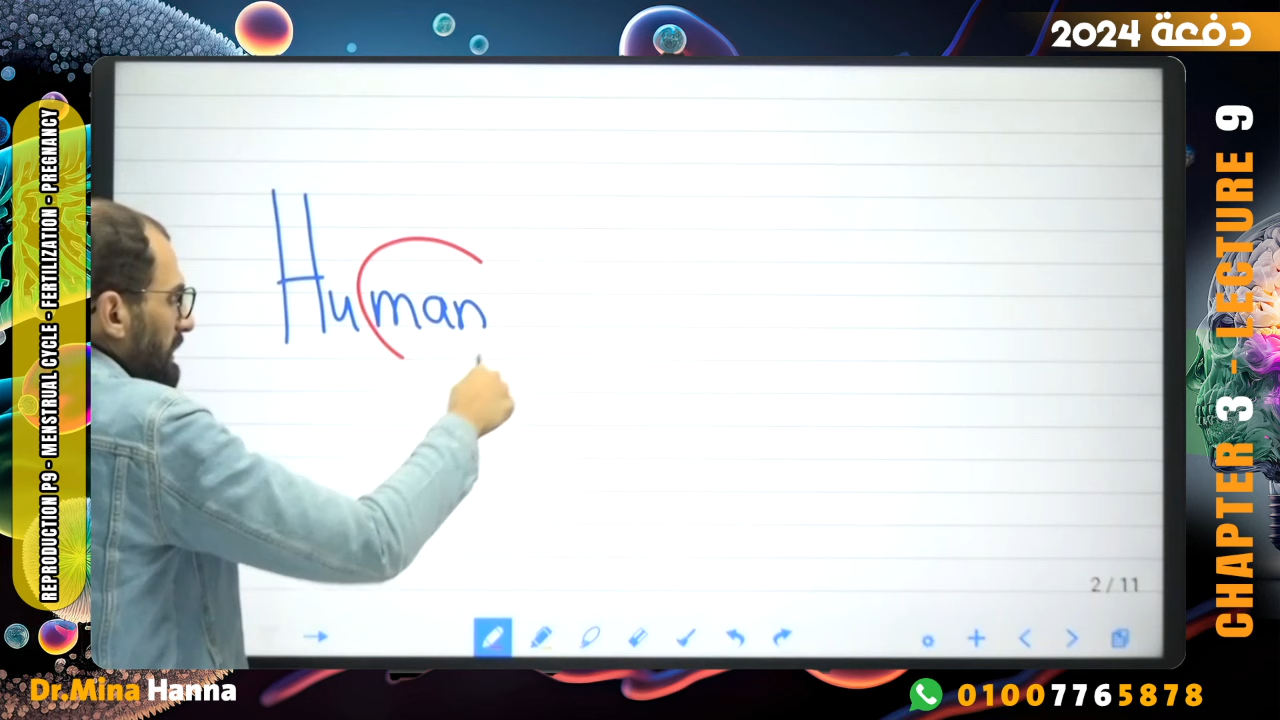 دفعة 2024
REPRODUCTION P9 - MENSTRUAL CYCLE - FERTILIZATION - PREGNANCY
Human
CHAPTER 3 - LECTURE 9
2 / 11
Dr.Mina Hanna
01007765878